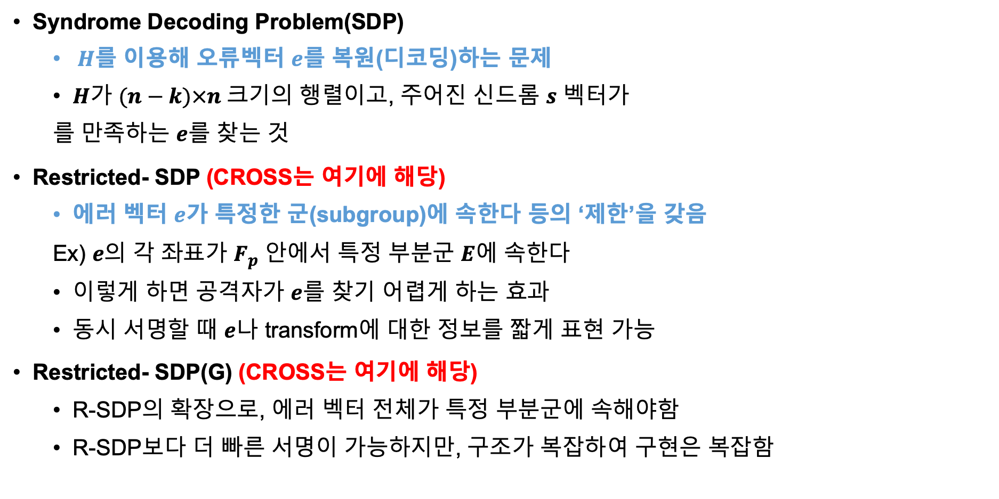 • Syndrome Decoding Problem(SDP)
• H를 이용해 오류벡터 e를 복원(디코딩)하는 문제
• H가 (n − k)×n 크기의 행렬이고, 주어진 신드롬 s 벡터가
를 만족하는 e를 찾는 것
• Restricted- SDP (CROSS는 여기에 해당)
• 에러 벡터 e가 특정한 군(subgroup)에 속한다 등의 ‘제한’을 갖음
Ex) e의 각 좌표가 F_p 안에서 특정 부분군 E에 속한다
• 이렇게 하면 공격자가 e를 찾기 어렵게 하는 효과
• 동시 서명할 때 e나 transform에 대한 정보를 짧게 표현 가능
• Restricted- SDP(G) (CROSS는 여기에 해당)
• R-SDP의 확장으로, 에러 벡터 전체가 특정 부분군에 속해야함
• R-SDP보다 더 빠른 서명이 가능하지만, 구조가 복잡하여 구현은 복잡함